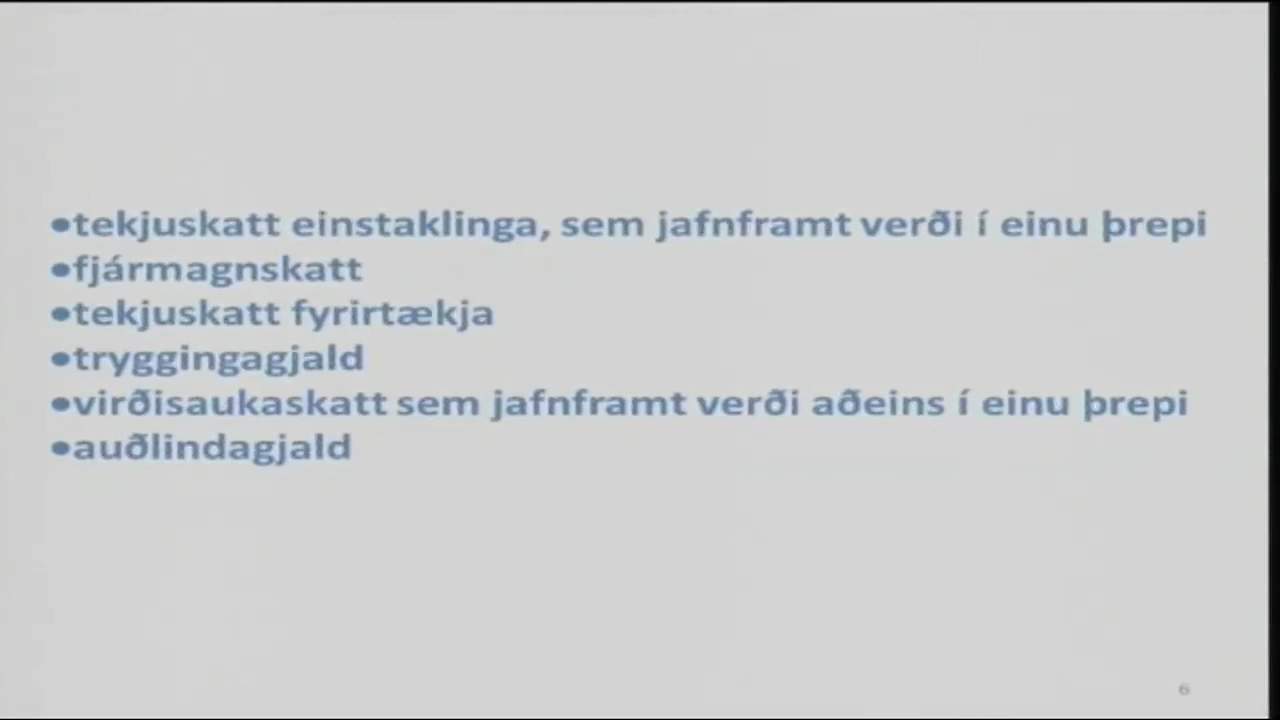 •tekjuskatt einstaklinga, sem jafnframt verði í einu þrepi
•fjármagnskatt
•tekjuskatt fyrirtækja
•tryggingagjald
•virðisaukaskatt sem jafnframt verði aðeins í einu þrepi
•auðlindagjald
6